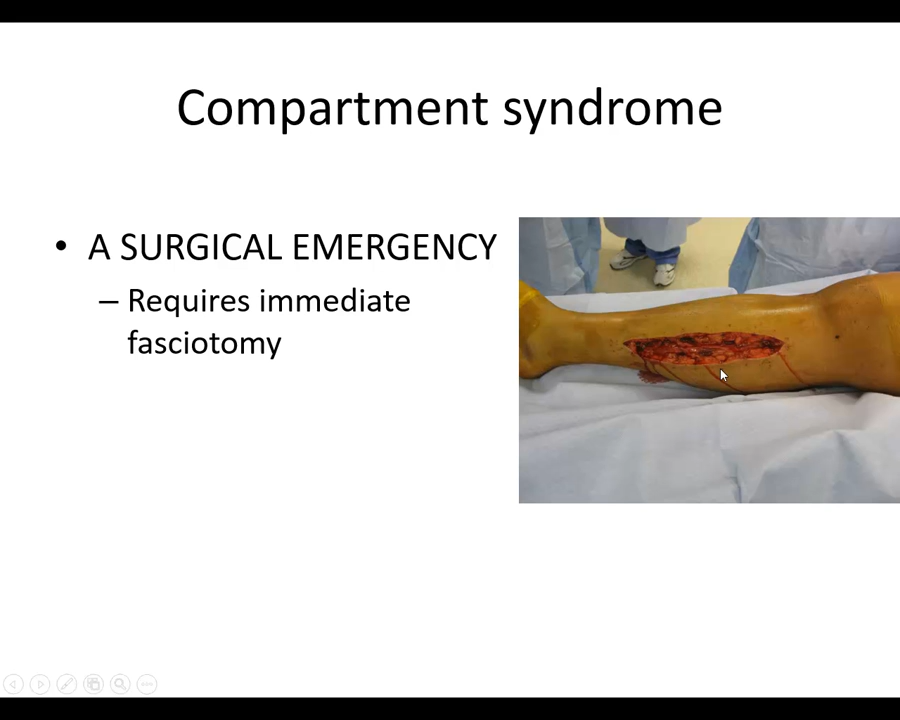 Compartment syndrome
• A SURGICAL EMERGENCY
– Requires immediate
fasciotomy